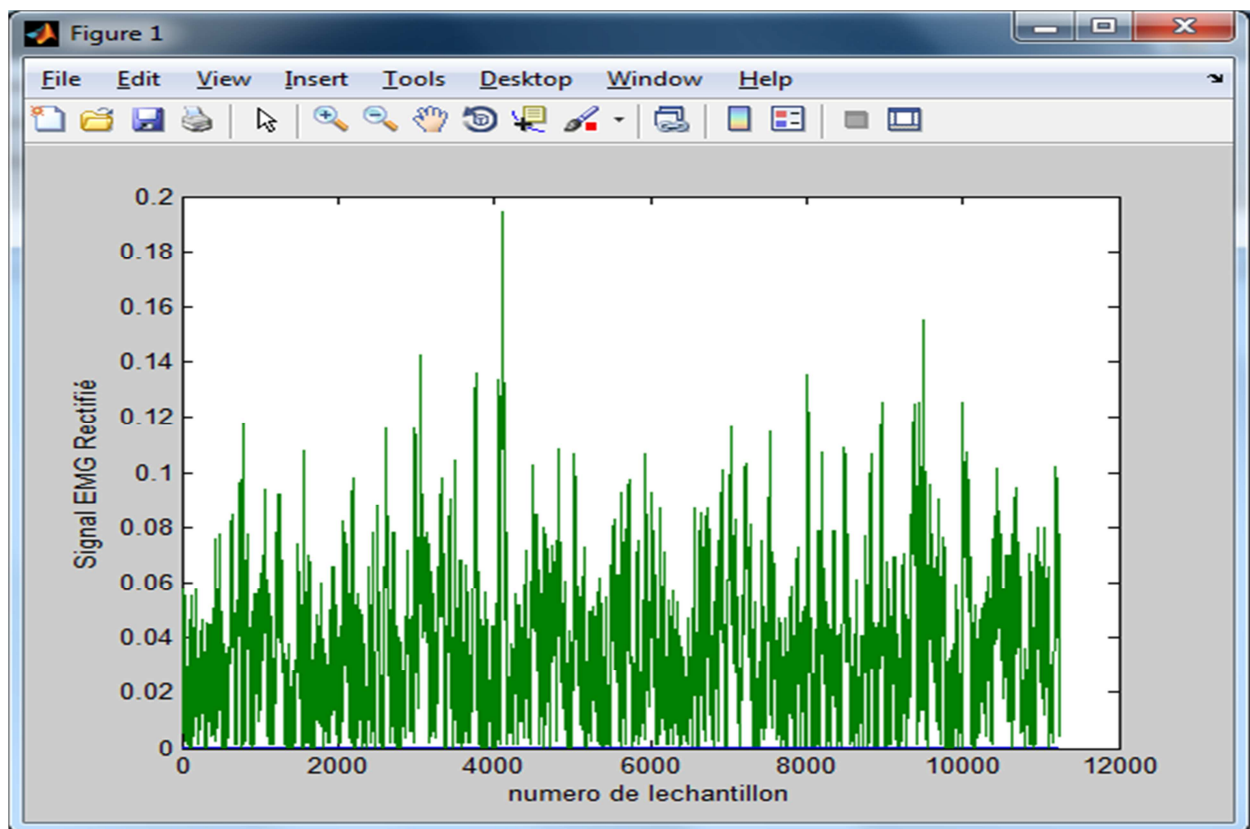 Figure 1
File Edit View Insert Tools Desktop Window Help
0.2
0.18
0.16
0.14
0.12
0.1
0.08
0.06
0.04
0.02
0
Signal EMG Rectifié
0 2000 4000 6000 8000 10000 12000
numero de lechantillon